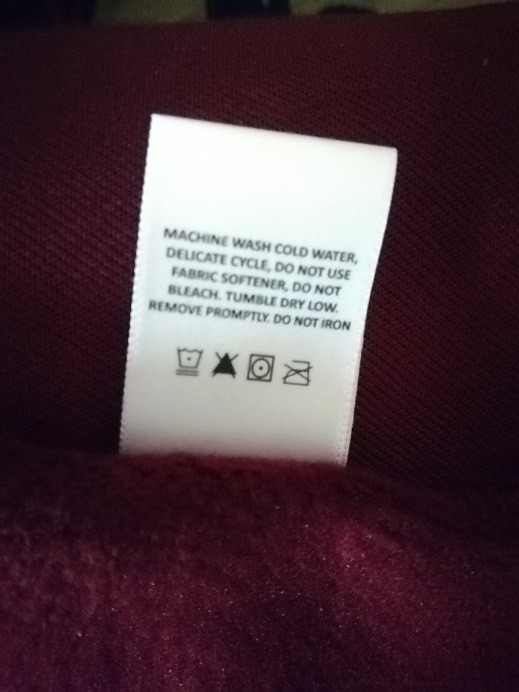 MACHINE WASH COLD WATER,
DELICATE CYCLE, DO NOT USE
FABRIC SOFTENER, DO NOT
BLEACH. TUMBLE DRY LOW.
REMOVE PROMPTLY. DO NOT IRON